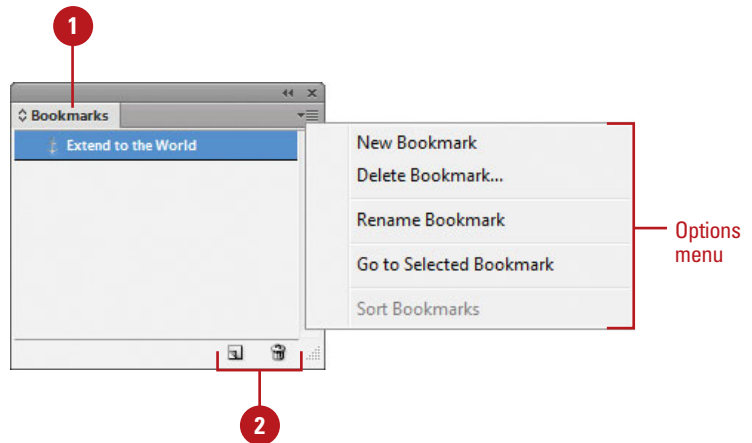 1
Bookmarks
Extend to the World
New Bookmark
Delete Bookmark...
Rename Bookmark
Go to Selected Bookmark
Sort Bookmarks
Options
menu
2